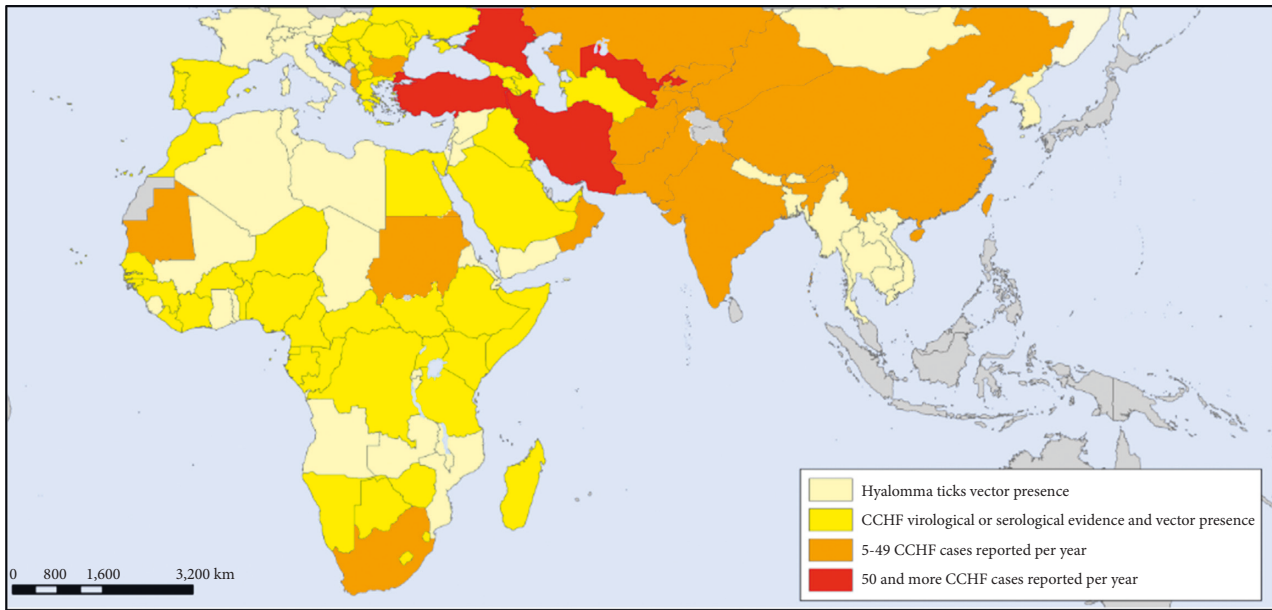 Hyalomma ticks vector presence
CCHF virological or serological evidence and vector presence
5-49 CCHF cases reported per year
50 and more CCHF cases reported per year
0 800 1,600 3,200 km